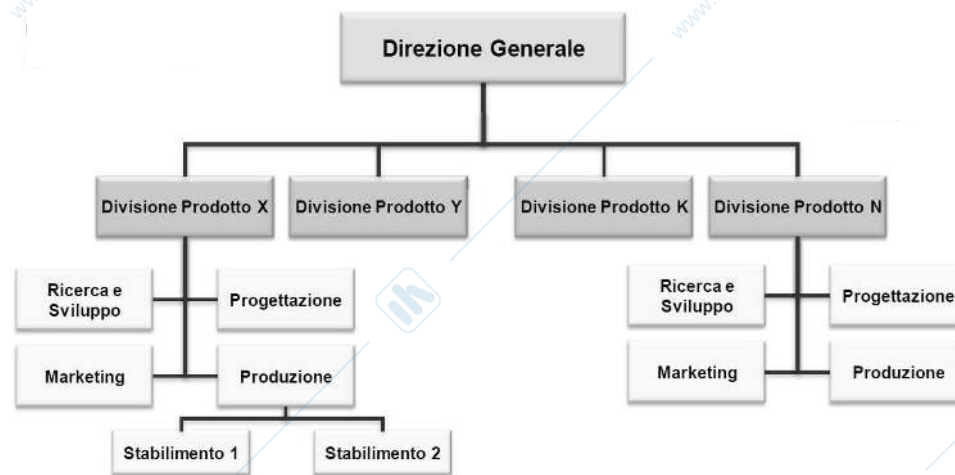 Direzione Generale
Divisione Prodotto X
Divisione Prodotto Y
Divisione Prodotto K
Divisione Prodotto N
Ricerca e
Sviluppo
Progettazione
Marketing
Produzione
Stabilimento 1
Stabilimento 2
Ricerca e
Sviluppo
Progettazione
Marketing
Produzione